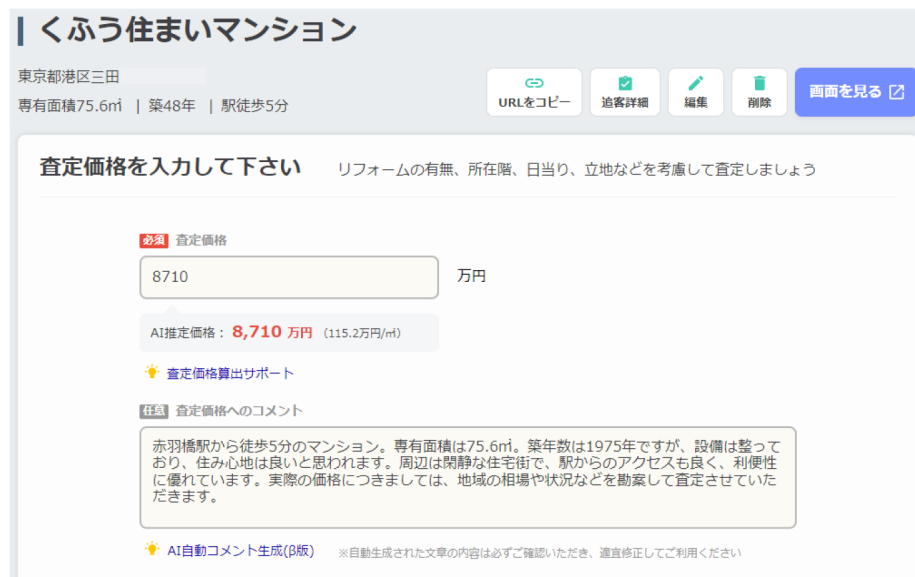 くふう住まいマンション
東京都港区三田
専有面積75.6㎡ | 築48年 | 駅徒歩5分
URLをコピー
追客詳細
編集
削除
画面を見る
査定価格を入力して下さい リフォームの有無、所在階、日当り、立地などを考慮して査定しましょう
必須 査定価格
8710 万円
AI推定価格： 8,710 万円 (115.2万円/㎡)
査定価格算出サポート
任意 査定価格へのコメント
赤羽橋駅から徒歩5分のマンション。専有面積は75.6㎡。築年数は1975年ですが、設備は整って
おり、住み心地は良いと思われます。周辺は閑静な住宅街で、駅からのアクセスも良く、利便性
に優れています。実際の価格につきましては、地域の相場や状況などを勘案して査定させていた
だきます。
AI自動コメント生成(β版) ※自動生成された文章の内容は必ずご確認いただき、適宜修正してご利用ください